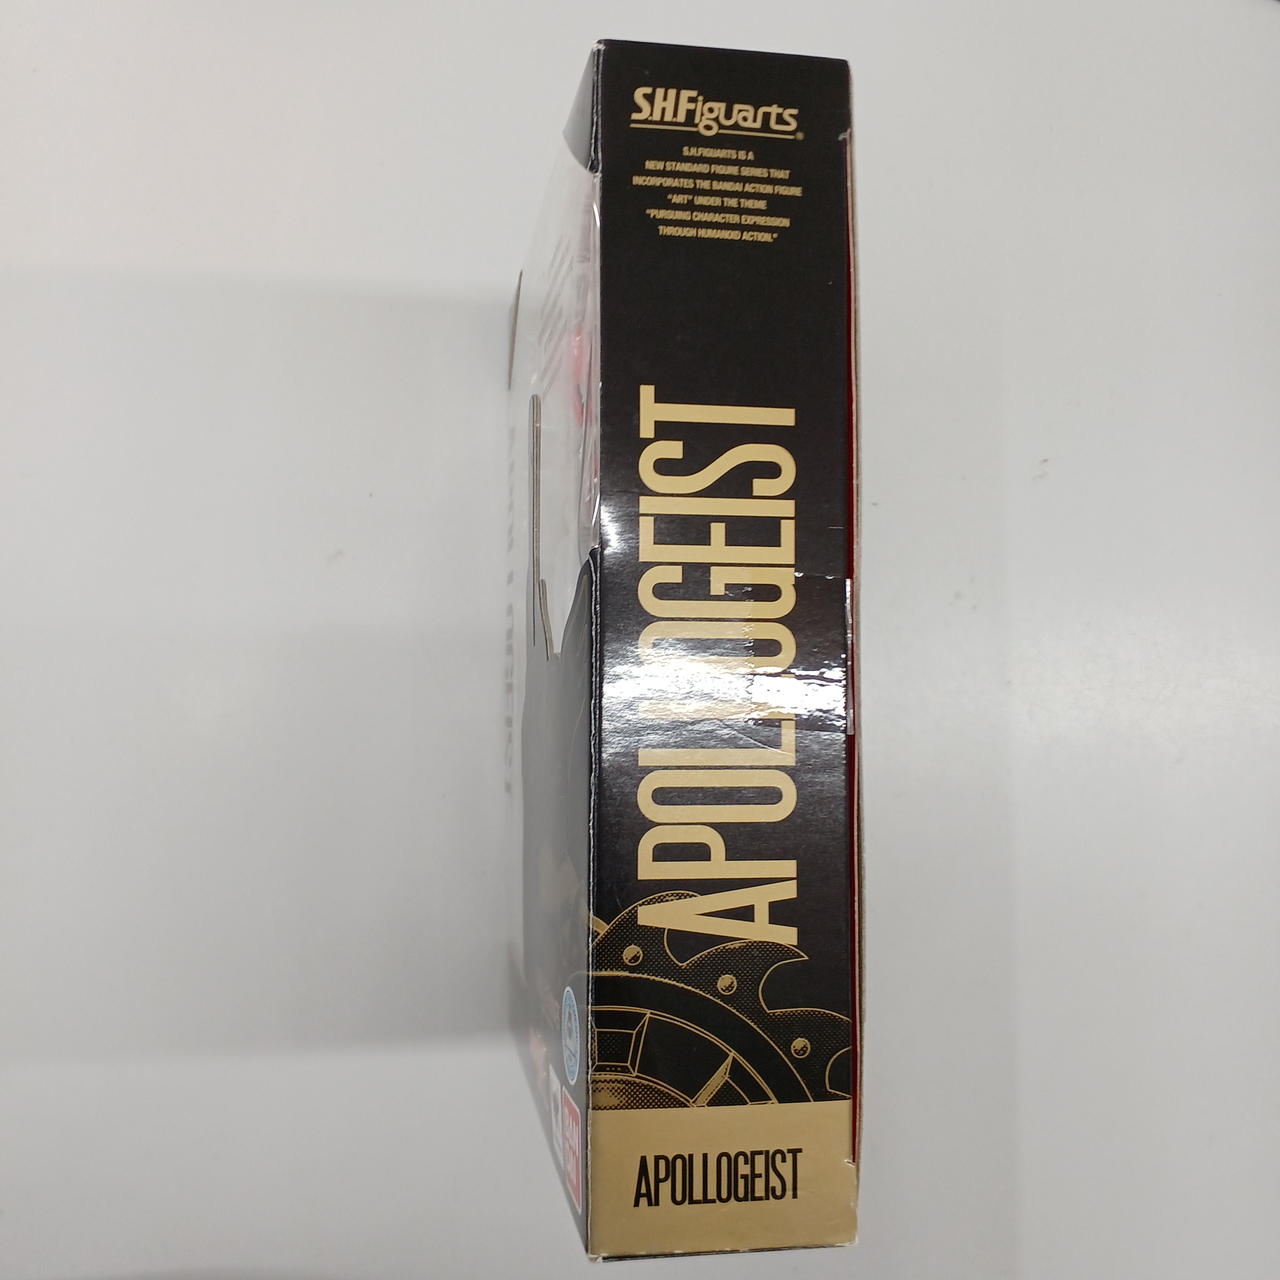 S.H.Figuarts
S.H.FIGUARTS IS A
NEW STANDARD FIGURE SERIES THAT
INCORPORATES THE BANDAI ACTION FIGURE
"ART" UNDER THE THEME
"PURSUING CHARACTER EXPRESSION
THROUGH HUMANOID ACTION."
APOLLOGEIST
APOLLOGEIST